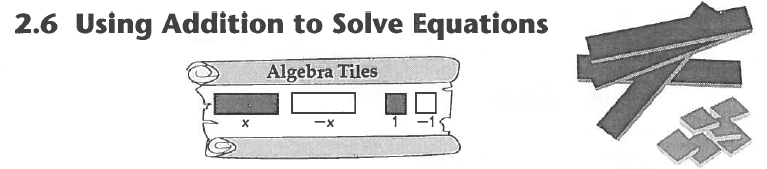 2.6 Using Addition to Solve Equations
Algebra Tiles
x −x 1 −1